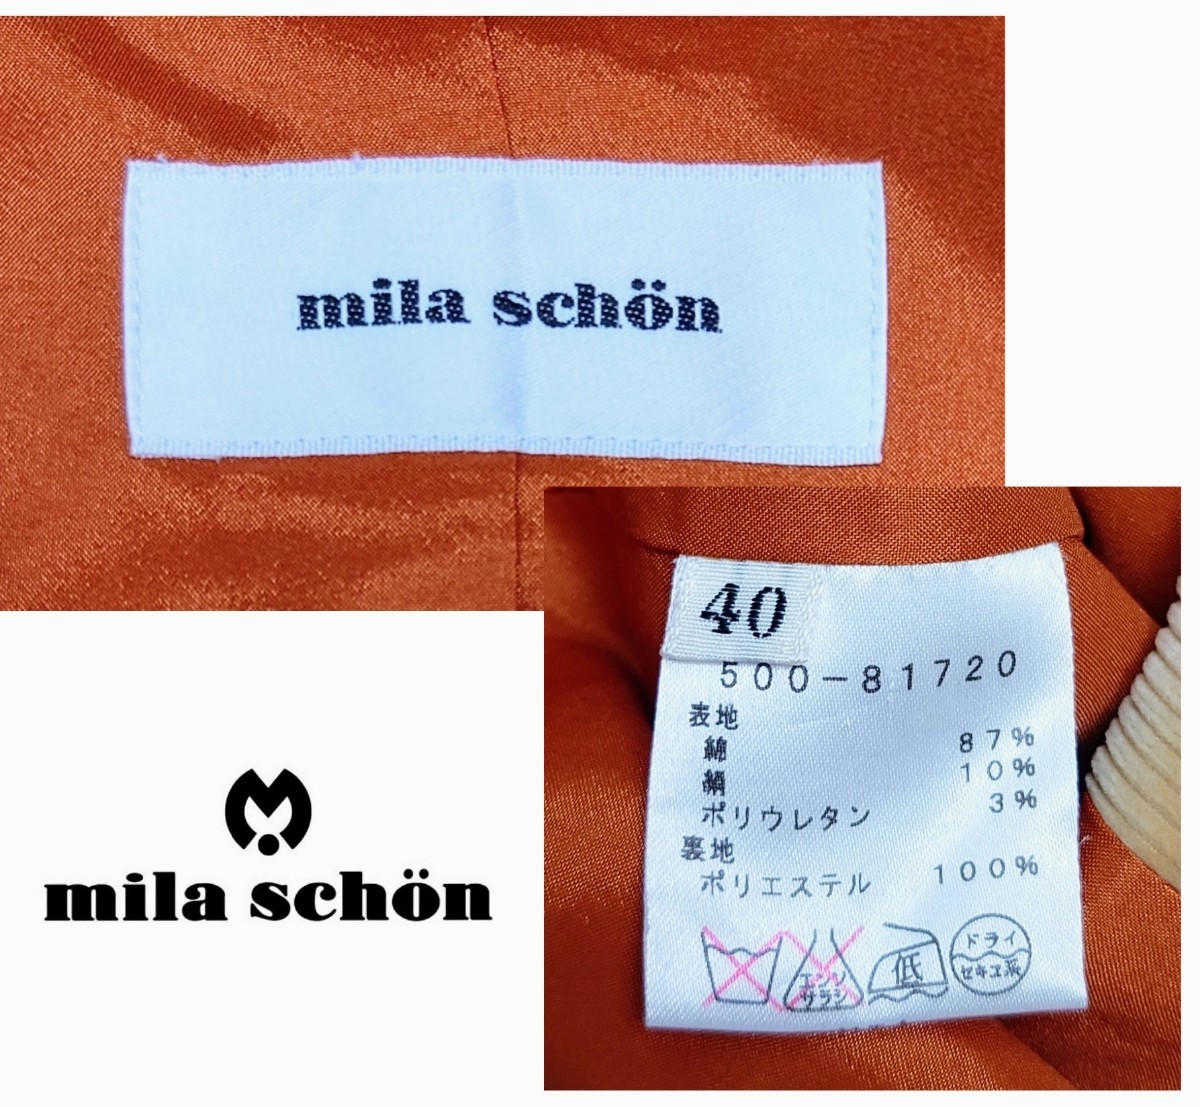 mila schön
40
500-81720
表地
綿 87%
絹 10%
ポリウレタン 3%
裏地
ポリエステル 100%
エンソ
サラシ
低
ドライ
セキユ系
mila schön